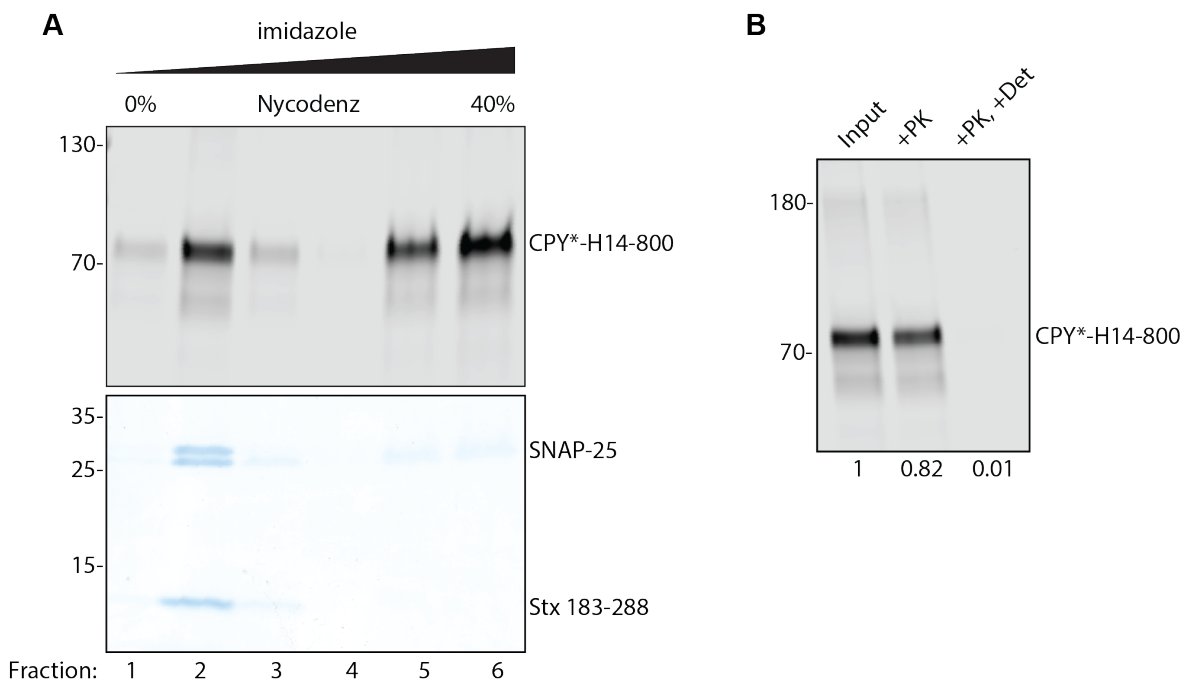 A
imidazole
0% Nycodenz 40%
130-
CPY*-H14-800
70-
35-
SNAP-25
25-
15-
Stx 183-288
Fraction: 1 2 3 4 5 6
B
Input +PK +PK, +Det
180-
CPY*-H14-800
70-
1 0.82 0.01